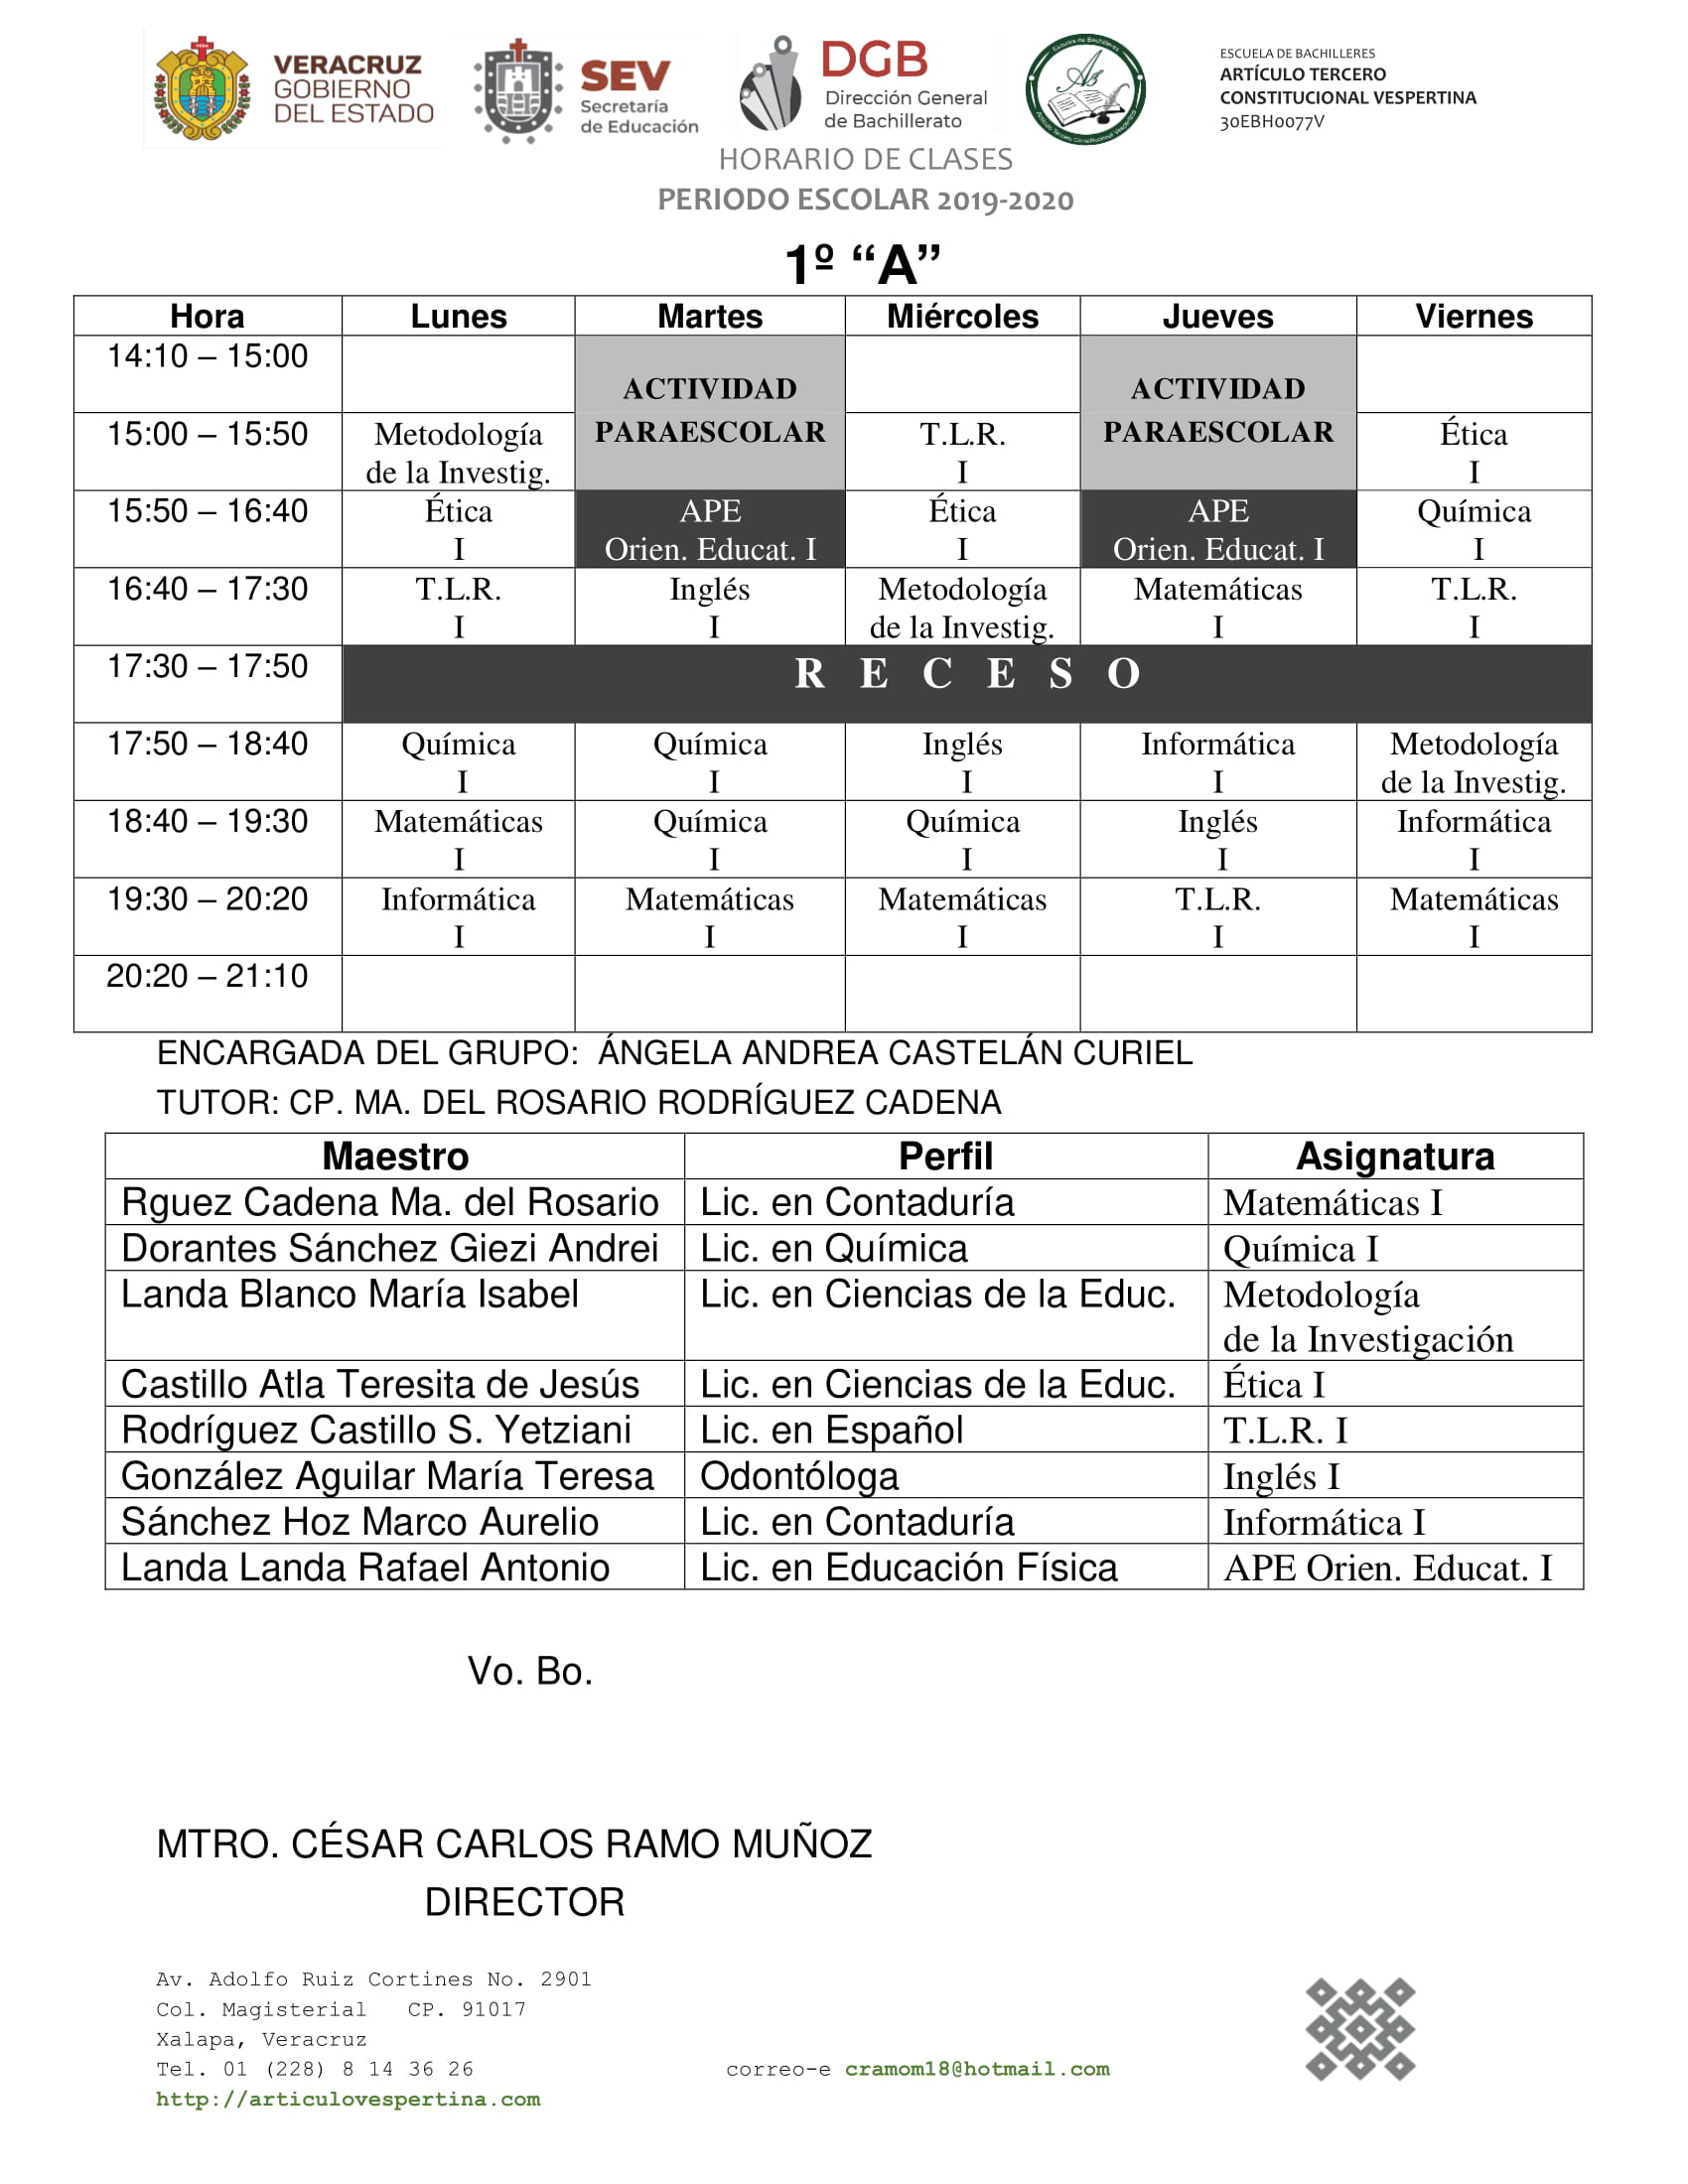 VERACRUZ
GOBIERNO
DEL ESTADO
SEV
Secretaría
de Educación
DGB
Dirección General
de Bachillerato
Escuela de Bachilleres
Artículo Tercero Constitucional Vespertina
ESCUELA DE BACHILLERES
ARTÍCULO TERCERO
CONSTITUCIONAL VESPERTINA
30EBH0077V
HORARIO DE CLASES
PERIODO ESCOLAR 2019-2020
1º “A”
Hora Lunes Martes Miércoles Jueves Viernes
14:10 – 15:00
ACTIVIDAD ACTIVIDAD
15:00 – 15:50 Metodología PARAESCOLAR T.L.R. PARAESCOLAR Ética
de la Investig. I I
15:50 – 16:40 Ética APE Ética APE Química
I Orien. Educat. I I Orien. Educat. I I
16:40 – 17:30 T.L.R. Inglés Metodología Matemáticas T.L.R.
I I de la Investig. I I
17:30 – 17:50 R E C E S O
17:50 – 18:40 Química Química Inglés Informática Metodología
I I I I de la Investig.
18:40 – 19:30 Matemáticas Química Química Inglés Informática
I I I I I
19:30 – 20:20 Informática Matemáticas Matemáticas T.L.R. Matemáticas
I I I I I
20:20 – 21:10
ENCARGADA DEL GRUPO: ÁNGELA ANDREA CASTELÁN CURIEL
TUTOR: CP. MA. DEL ROSARIO RODRÍGUEZ CADENA
Maestro Perfil Asignatura
Rguez Cadena Ma. del Rosario Lic. en Contaduría Matemáticas I
Dorantes Sánchez Giezi Andrei Lic. en Química Química I
Landa Blanco María Isabel Lic. en Ciencias de la Educ. Metodología
de la Investigación
Castillo Atla Teresita de Jesús Lic. en Ciencias de la Educ. Ética I
Rodríguez Castillo S. Yetziani Lic. en Español T.L.R. I
González Aguilar María Teresa Odontóloga Inglés I
Sánchez Hoz Marco Aurelio Lic. en Contaduría Informática I
Landa Landa Rafael Antonio Lic. en Educación Física APE Orien. Educat. I
Vo. Bo.
MTRO. CÉSAR CARLOS RAMO MUÑOZ
DIRECTOR
Av. Adolfo Ruiz Cortines No. 2901
Col. Magisterial CP. 91017
Xalapa, Veracruz
Tel. 01 (228) 8 14 36 26 correo-e cramom18@hotmail.com
http://articulovespertina.com